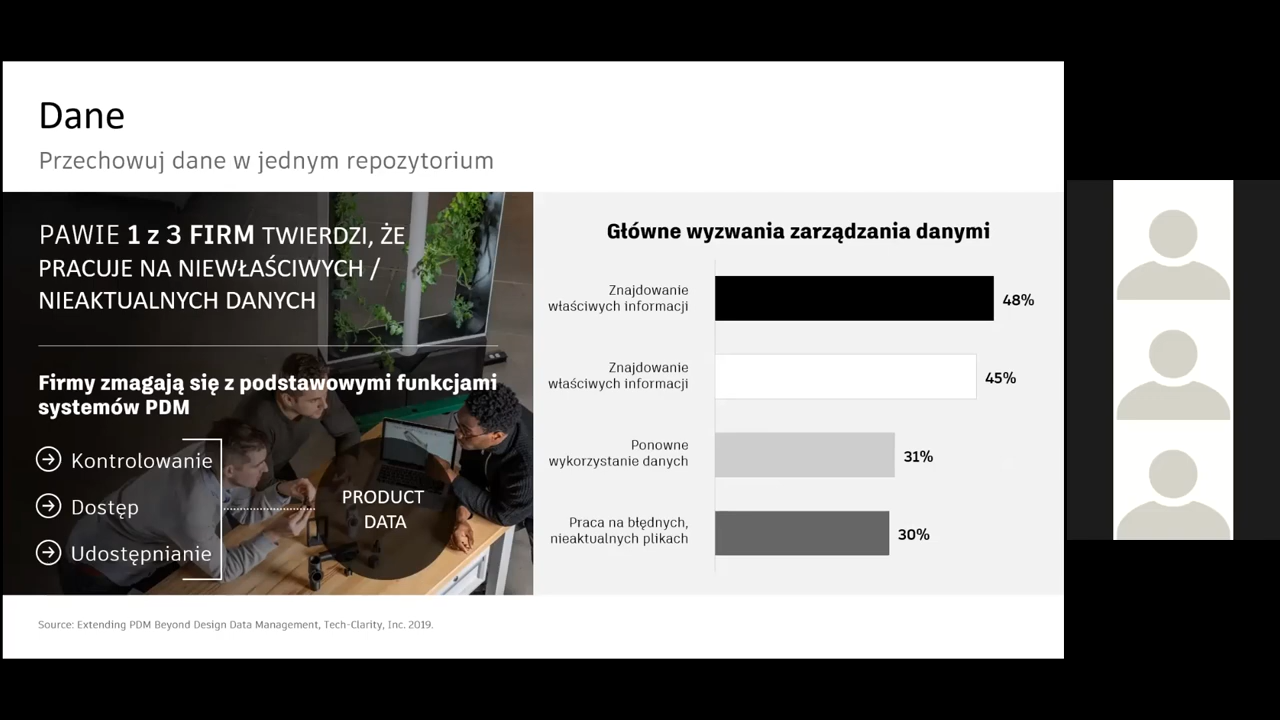 Dane
Przechowuj dane w jednym repozytorium
PAWIE 1 z 3 FIRM TWIERDZI, ŻE
PRACUJE NA NIEWŁAŚCIWYCH /
NIEAKTUALNYCH DANYCH
Firmy zmagają się z podstawowymi funkcjami
systemów PDM
Kontrolowanie
Dostęp
Udostępnianie
PRODUCT
DATA
Główne wyzwania zarządzania danymi
Znajdowanie
właściwych informacji
48%
Znajdowanie
właściwych informacji
45%
Ponowne
wykorzystanie danych
31%
Praca na błędnych,
nieaktualnych plikach
30%
Source: Extending PDM Beyond Design Data Management, Tech-Clarity, Inc. 2019.